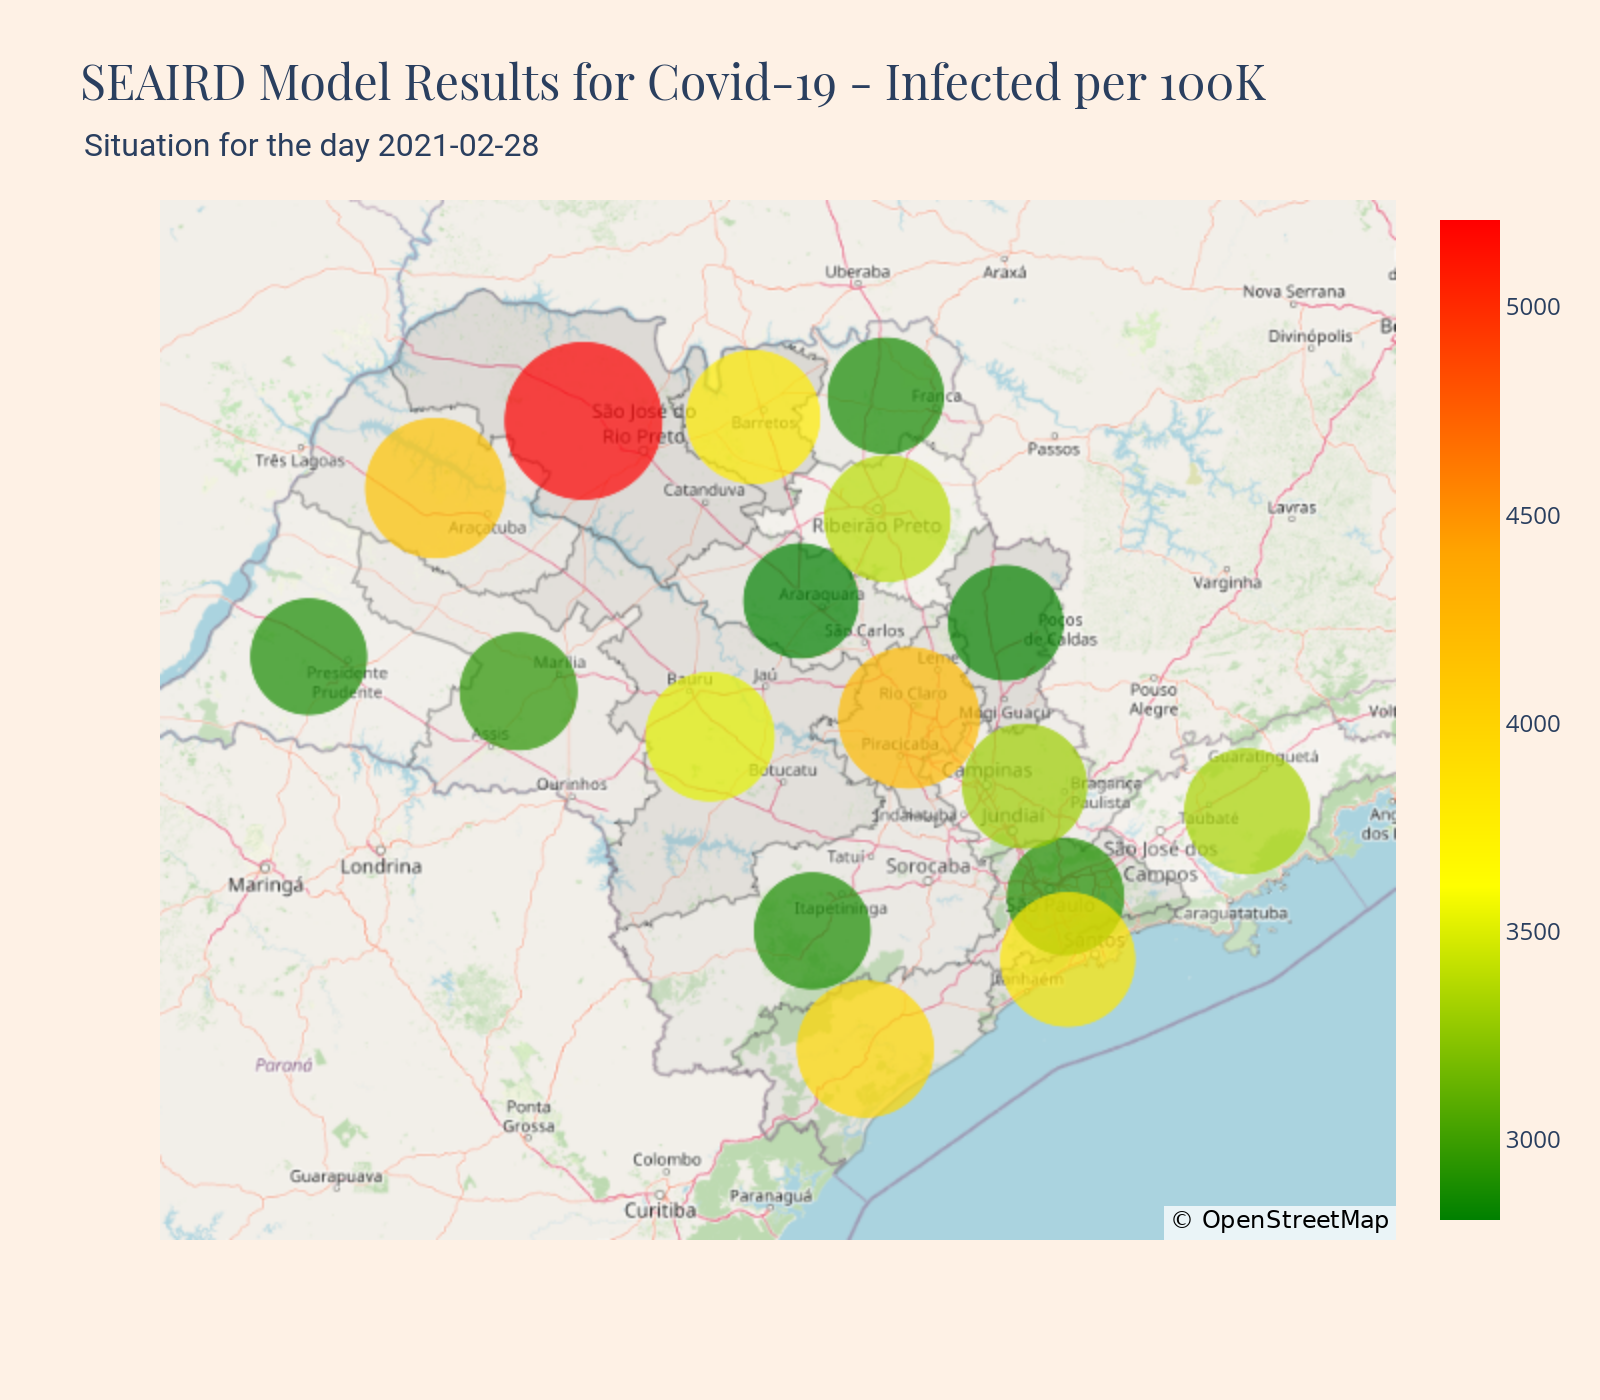 SEAIRD Model Results for Covid-19 - Infected per 100K
Situation for the day 2021-02-28
Uberaba
Araxá
Nova Serrana
Divinópolis
5000
São José do
Rio Preto
Barretos
Franca
Passos
Três Lagoas
Catanduva
Araçatuba
Ribeirão Preto
Lavras
4500
Varginha
Araraquara
São Carlos
Poços
de Caldas
Leme
Marília
Presidente
Prudente
Bauru
Jaú
Rio Claro
Mogi Guaçu
Pouso
Alegre
4000
Assis
Piracicaba
Guaratinguetá
Botucatu
Campinas
Ourinhos
Bragança
Paulista
Indaiatuba
Jundiaí
Taubaté
São José dos
Campos
Tatuí
Sorocaba
Londrina
Maringá
São Paulo
Itapetininga
Caraguatatuba
3500
Santos
Itanhaém
Paraná
Ponta
Grossa
3000
Colombo
Guarapuava
Paranaguá
Curitiba
© OpenStreetMap